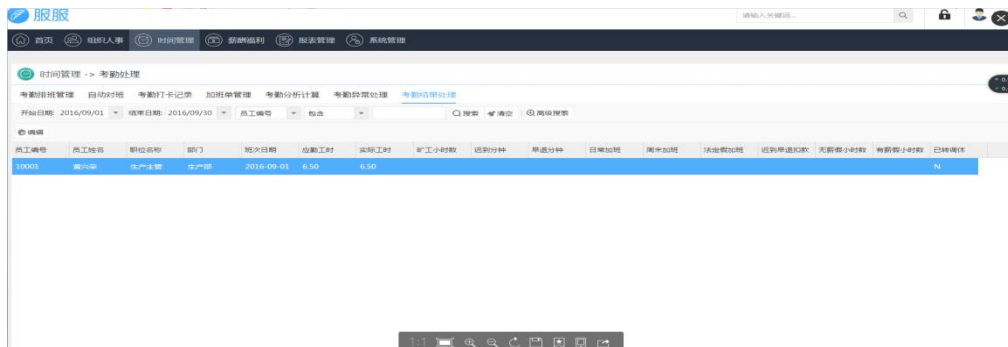 服服
请输入关键词...
首页 组织人事 时间管理 薪酬福利 报表管理 系统管理
时间管理 -> 考勤处理
考勤排班管理 自动对班 考勤打卡记录 加班单管理 考勤分析计算 考勤异常处理 考勤结果处理
开始日期: 2016/09/01 结束日期: 2016/09/30 员工编号 包含 搜索 清空 高级搜索
编辑
员工编号 员工姓名 职位名称 部门 班次日期 应勤工时 实际工时 旷工小时数 迟到分钟 早退分钟 日常加班 周末加班 法定假加班 迟到早退扣款 无薪假小时数 有薪假小时数 已转调休
10001 生产主管 生产部 2016-09-01 6.50 6.50 N
1:1